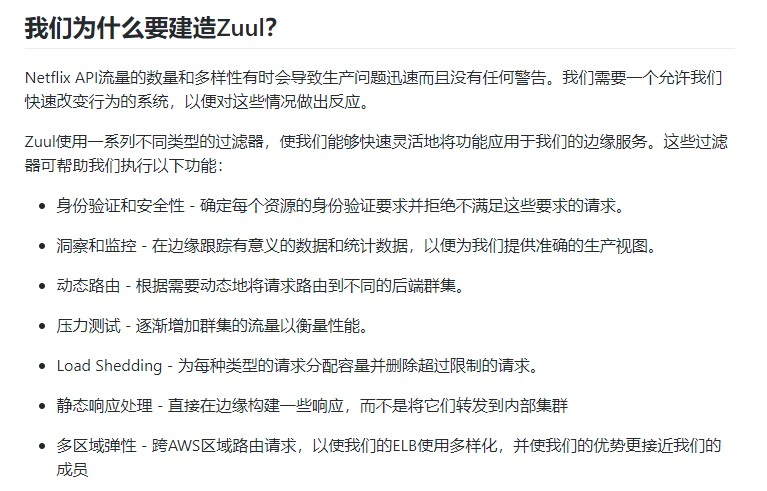 我们为什么要建造Zuul？
Netflix API流量的数量和多样性有时会导致生产问题迅速而且没有任何警告。我们需要一个允许我们
快速改变行为的系统，以便对这些情况做出反应。
Zuul使用一系列不同类型的过滤器，使我们能够快速灵活地将功能应用于我们的边缘服务。这些过滤
器可帮助我们执行以下功能：
• 身份验证和安全性 - 确定每个资源的身份验证要求并拒绝不满足这些要求的请求。
• 洞察和监控 - 在边缘跟踪有意义的数据和统计数据，以便为我们提供准确的生产视图。
• 动态路由 - 根据需要动态地将请求路由到不同的后端群集。
• 压力测试 - 逐渐增加群集的流量以衡量性能。
• Load Shedding - 为每种类型的请求分配容量并删除超过限制的请求。
• 静态响应处理 - 直接在边缘构建一些响应，而不是将它们转发到内部集群
• 多区域弹性 - 跨AWS区域路由请求，以使我们的ELB使用多样化，并使我们的优势更接近我们的
成员